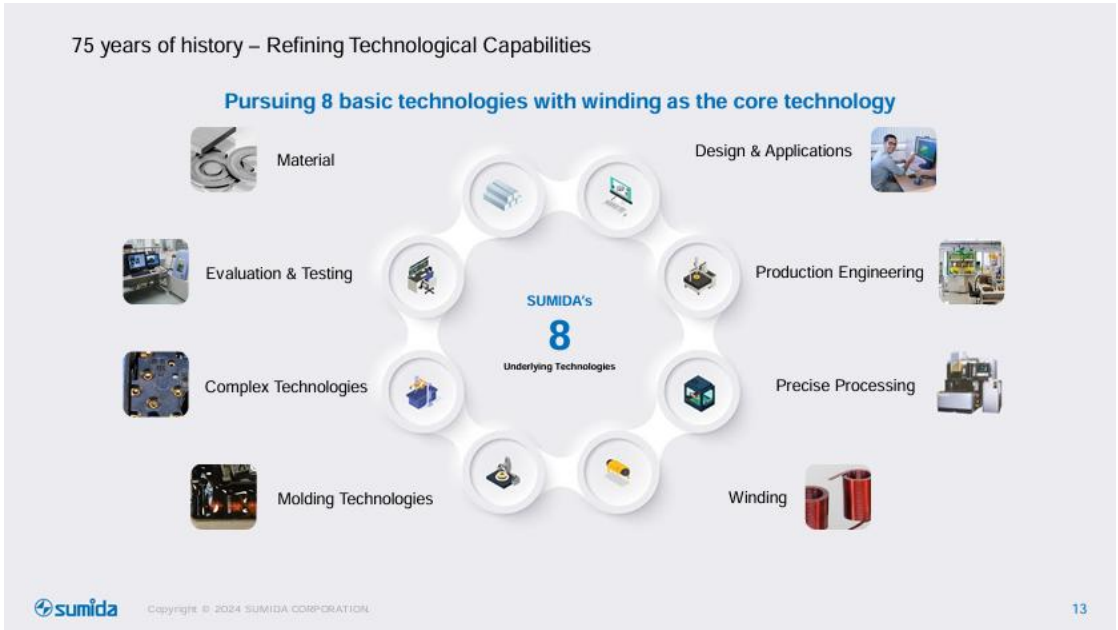 75 years of history – Refining Technological Capabilities
Pursuing 8 basic technologies with winding as the core technology
Material
Design & Applications
Evaluation & Testing
Production Engineering
SUMIDA's
8
Underlying Technologies
Complex Technologies
Precise Processing
Molding Technologies
Winding
sumida
Copyright © 2024 SUMIDA CORPORATION.
13